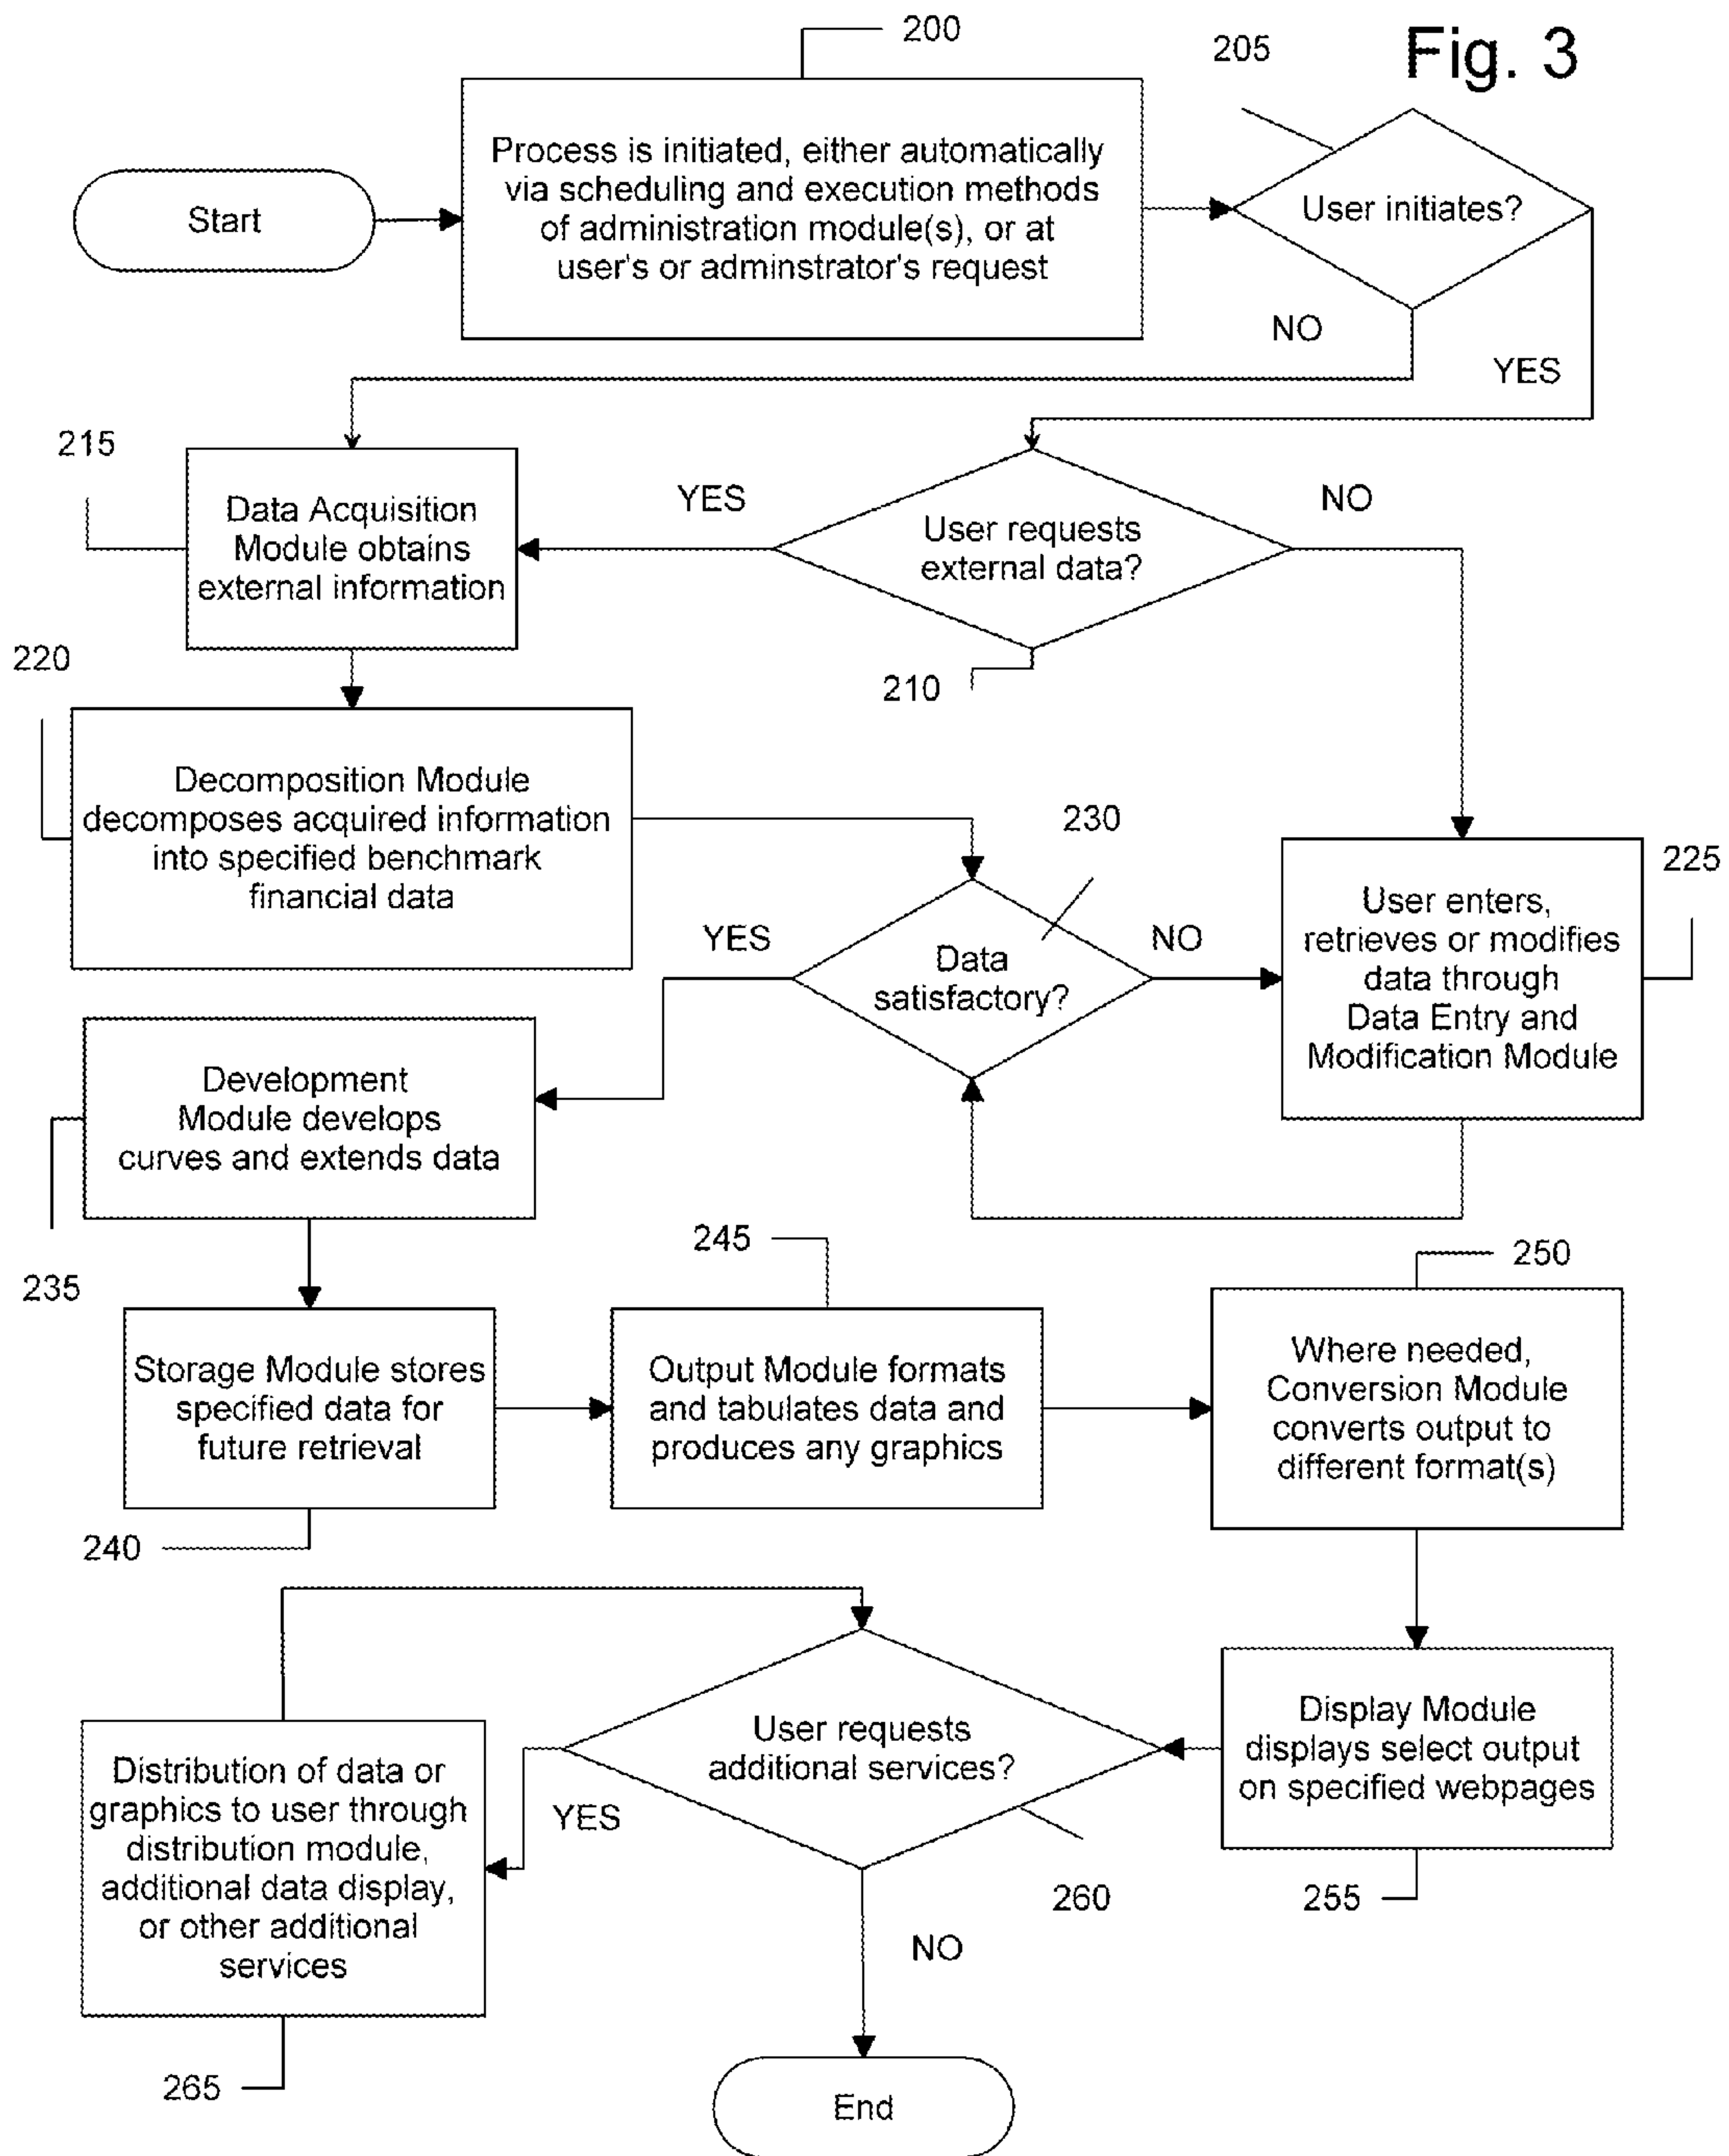 200
205
Fig. 3
Start
Process is initiated, either automatically
via scheduling and execution methods
of administration module(s), or at
user's or adminstrator's request
User initiates?
NO
YES
215
Data Acquisition
Module obtains
external information
YES
User requests
external data?
NO
210
220
Decomposition Module
decomposes acquired information
into specified benchmark
financial data
230
YES
Data
satisfactory?
NO
User enters,
retrieves or modifies
data through
Data Entry and
Modification Module
225
Development
Module develops
curves and extends data
235
245
250
Storage Module stores
specified data for
future retrieval
Output Module formats
and tabulates data and
produces any graphics
Where needed,
Conversion Module
converts output to
different format(s)
240
Distribution of data or
graphics to user through
distribution module,
additional data display,
or other additional
services
YES
User requests
additional services?
Display Module
displays select output
on specified webpages
260
255
NO
265
End